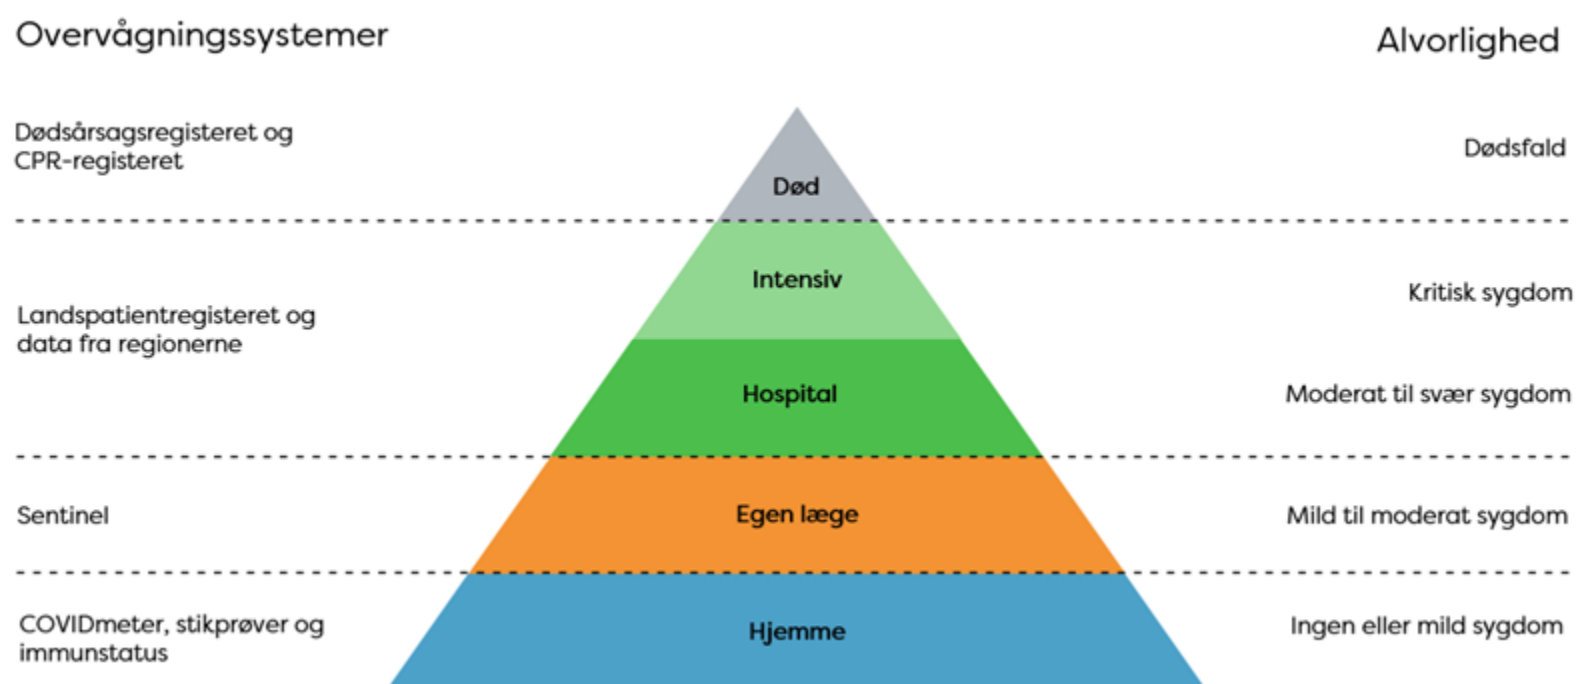 Overvågningssystemer
Alvorlighed
Dødsårsagsregisteret og
CPR-registeret
Død
Dødsfald
Landspatientregisteret og
data fra regionerne
Intensiv
Kritisk sygdom
Hospital
Moderat til svær sygdom
Sentinel
Egen læge
Mild til moderat sygdom
COVIDmeter, stikprøver og
immunstatus
Hjemme
Ingen eller mild sygdom